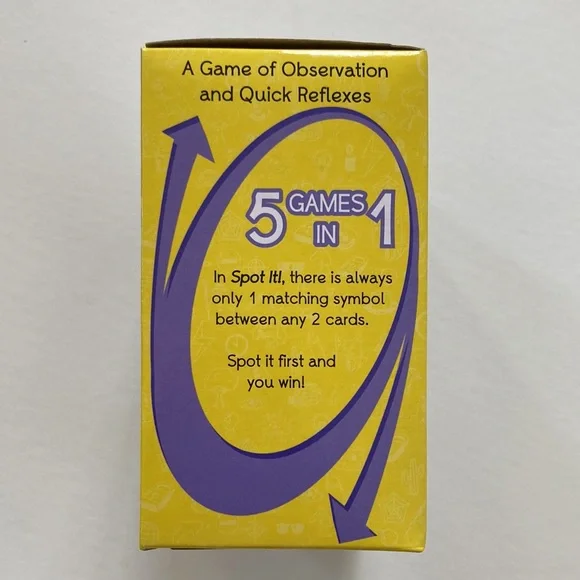 A Game of Observation
and Quick Reflexes
5 GAMES IN 1
In Spot It!, there is always
only 1 matching symbol
between any 2 cards.
Spot it first and
you win!